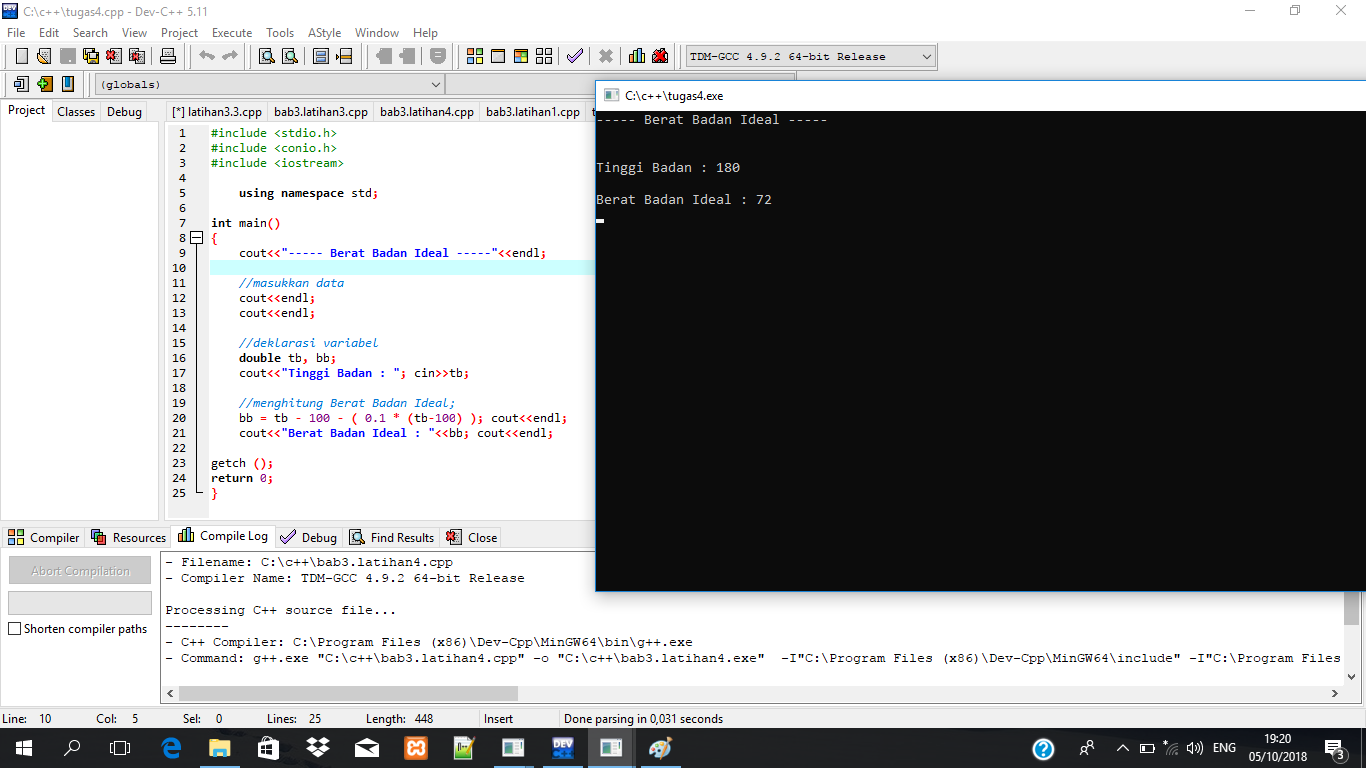 C:\c++\tugas4.cpp - Dev-C++ 5.11
File Edit Search View Project Execute Tools AStyle Window Help
TDM-GCC 4.9.2 64-bit Release
(globals)
Project Classes Debug
[*] latihan3.3.cpp bab3.latihan3.cpp bab3.latihan4.cpp bab3.latihan1.cpp
1 #include <stdio.h>
2 #include <conio.h>
3 #include <iostream>
4
5 using namespace std;
6
7 int main()
8 {
9 cout<<"----- Berat Badan Ideal -----"<<endl;
10
11 //masukkan data
12 cout<<endl;
13 cout<<endl;
14
15 //deklarasi variabel
16 double tb, bb;
17 cout<<"Tinggi Badan : "; cin>>tb;
18
19 //menghitung Berat Badan Ideal;
20 bb = tb - 100 - ( 0.1 * (tb-100) ); cout<<endl;
21 cout<<"Berat Badan Ideal : "<<bb; cout<<endl;
22
23 getch ();
24 return 0;
25 }
C:\c++\tugas4.exe
----- Berat Badan Ideal -----
Tinggi Badan : 180
Berat Badan Ideal : 72
Compiler Resources Compile Log Debug Find Results Close
Abort Compilation
Shorten compiler paths
- Filename: C:\c++\bab3.latihan4.cpp
- Compiler Name: TDM-GCC 4.9.2 64-bit Release
Processing C++ source file...
--------
- C++ Compiler: C:\Program Files (x86)\Dev-Cpp\MinGW64\bin\g++.exe
- Command: g++.exe "C:\c++\bab3.latihan4.cpp" -o "C:\c++\bab3.latihan4.exe" -I"C:\Program Files (x86)\Dev-Cpp\MinGW64\include" -I"C:\Program Files
Line: 10 Col: 5 Sel: 0 Lines: 25 Length: 448 Insert Done parsing in 0,031 seconds
DEV
ENG
19:20
05/10/2018
3